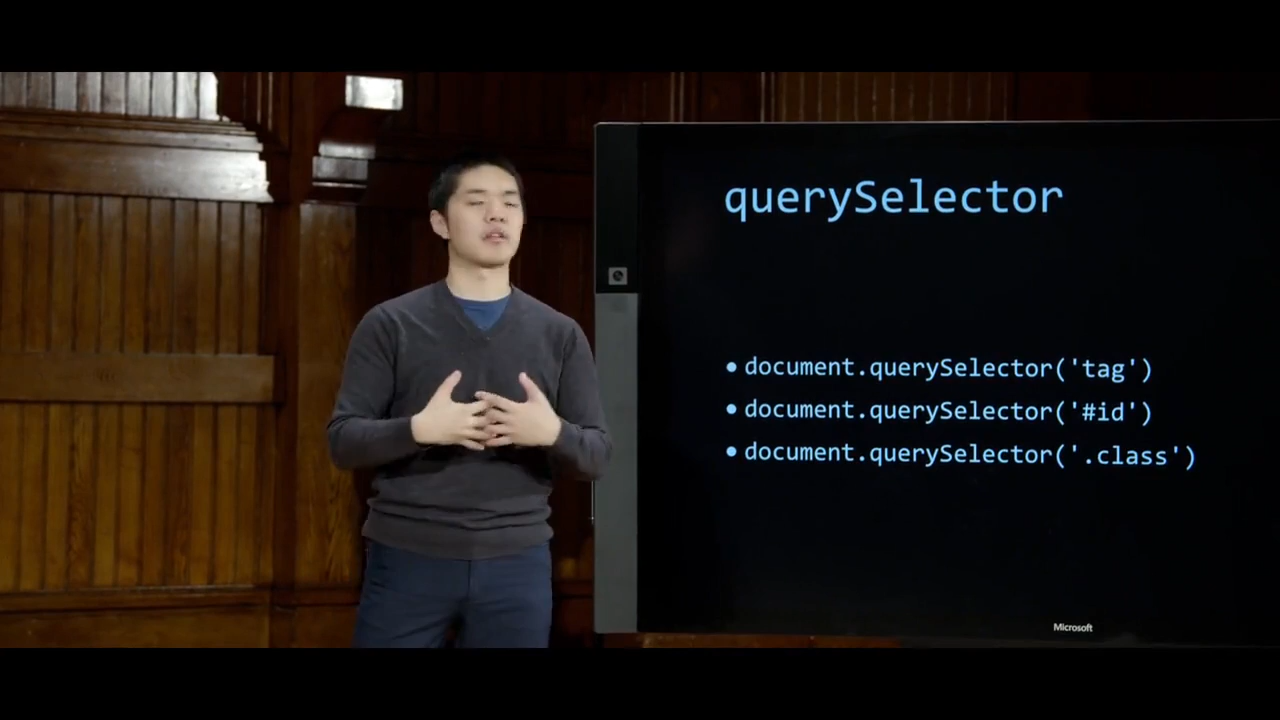 querySelector
• document.querySelector('tag')
• document.querySelector('#id')
• document.querySelector('.class')
Microsoft